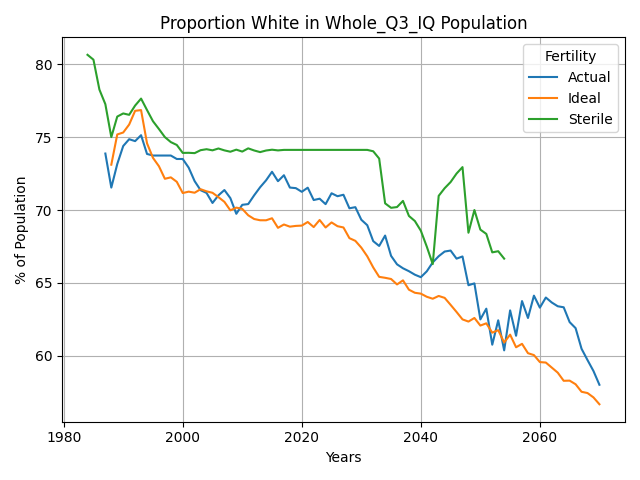 Proportion White in Whole_Q3_IQ Population
% of Population
80
75
70
65
60
Fertility
Actual
Ideal
Sterile
1980
2000
2020
2040
2060
Years